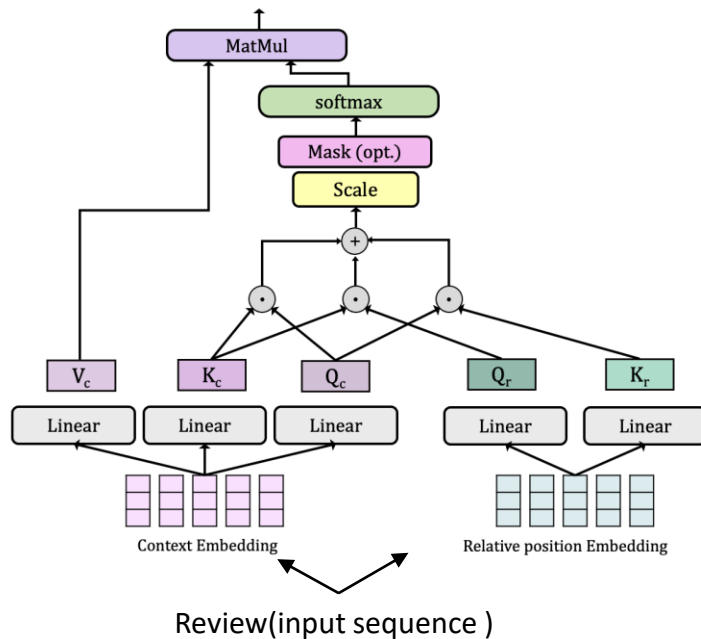 MatMul
softmax
Mask (opt.)
Scale
+
V_c K_c Q_c Q_r K_r
Linear Linear Linear Linear Linear
Context Embedding Relative position Embedding
Review(input sequence )